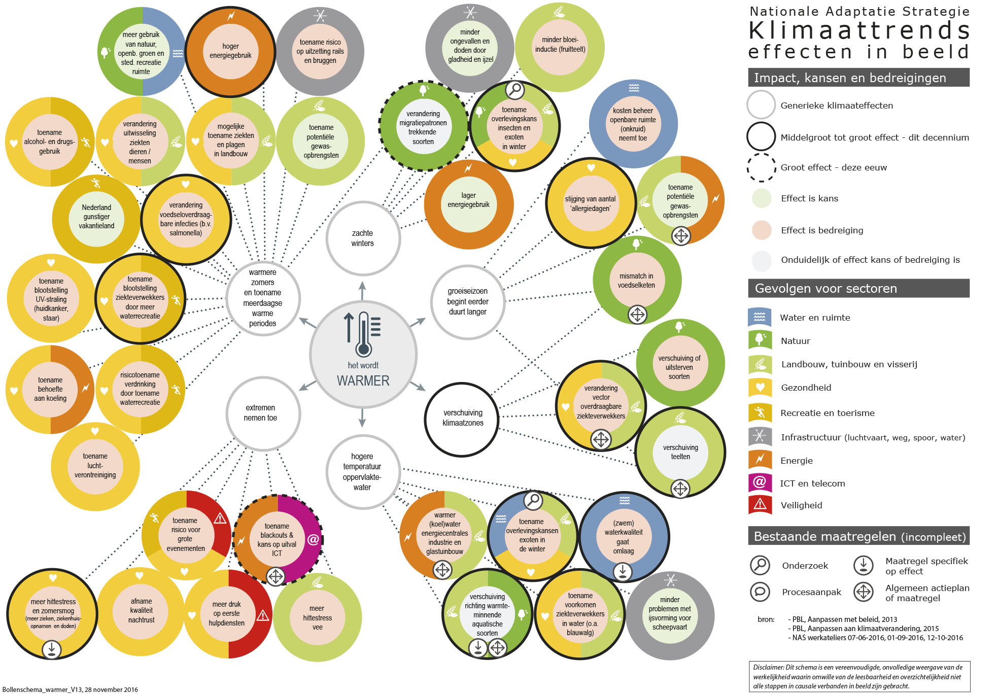 Nationale Adaptatie Strategie
Klimaattrends
effecten in beeld
meer gebruik
van natuur,
openb. groen en
sted. recreatie
ruimte
hoger
energiegebruik
toename risico
op uitzetting rails
en bruggen
toename
alcohol- en drugs-
gebruik
verandering
uitwisseling
ziekten
dieren /
mensen
mogelijke
toename ziekten
en plagen
in landbouw
toename
potentiële
gewas-
opbrengsten
Nederland
gunstiger
vakantieland
verandering
voedseloverdraag-
bare infecties (b.v.
salmonella)
toename
blootstelling
UV-straling
(huidkanker,
staar)
toename
blootstelling
ziekteverwekkers
door meer
waterrecreatie
toename
behoefte
aan koeling
risicotoename
verdrinking
door toename
waterrecreatie
toename
lucht-
verontreiniging
warmere
zomers
en toename
meerdaagse
warme
periodes
minder
ongevallen en
doden door
gladheid en ijzel
minder bloei-
inductie (fruitteelt)
verandering
migratiepatronen
trekkende
soorten
toename
overlevingskans
insecten en
exoten
in winter
lager
energiegebruik
zachte
winters
kosten beheer
openbare ruimte
(onkruid)
neemt toe
stijging van aantal
‘allergiedagen’
toename
potentiële
gewas-
opbrengsten
mismatch in
voedselketen
groeiseizoen
begint eerder
duurt langer
het wordt
WARMER
verschuiving of
uitsterven
soorten
verandering
vector
overdraagbare
ziekteverwekkers
verschuiving
teelten
verschuiving
klimaatzones
extremen
nemen toe
toename
risico voor
grote
evenementen
toename
blackouts &
kans op uitval
ICT
@
meer hittestress
en zomersmog
(meer zieken, ziekenhuis-
opnamen en doden)
afname
kwaliteit
nachtrust
meer druk
op eerste
hulpdiensten
meer
hittestress
vee
hogere
temperatuur
oppervlakte-
water
warmer
(koel)water
energiecentrales
industrie en
glastuinbouw
toename
overlevingskansen
exoten in
de winter
(zwem)
waterkwaliteit
gaat
omlaag
verschuiving
richting warmte-
minnende
aquatische
soorten
toename
voorkomen
ziekteverwekkers
in water (o.a.
blauwalg)
minder
problemen met
ijsvorming voor
scheepvaart
Impact, kansen en bedreigingen
Generieke klimaateffecten
Middelgroot tot groot effect - dit decennium
Groot effect - deze eeuw
Effect is kans
Effect is bedreiging
Onduidelijk of effect kans of bedreiging is
Gevolgen voor sectoren
Water en ruimte
Natuur
Landbouw, tuinbouw en visserij
Gezondheid
Recreatie en toerisme
Infrastructuur (luchtvaart, weg, spoor, water)
Energie
@ ICT en telecom
Veiligheid
Bestaande maatregelen (incompleet)
Onderzoek
Maatregel specifiek
op effect
Procesaanpak
Algemeen actieplan
of maatregel
bron: - PBL, Aanpassen met beleid, 2013
- PBL, Aanpassen aan klimaatverandering, 2015
- NAS werkateliers 07-06-2016, 01-09-2016, 12-10-2016
Disclaimer: Dit schema is een vereenvoudigde, onvolledige weergave van de
werkelijkheid waarin omwille van de leesbaarheid en overzichtelijkheid niet
alle stappen in causale verbanden in beeld zijn gebracht.
Bollenschema_warmer_V13, 28 november 2016